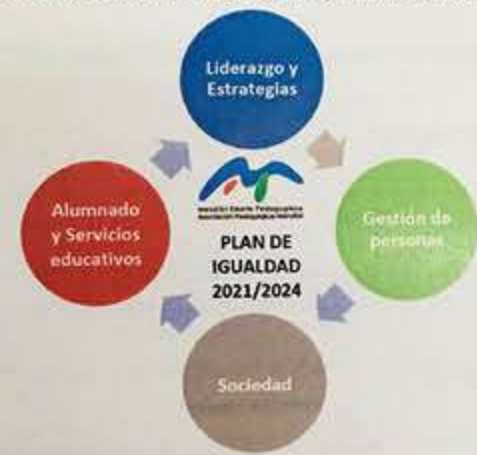 Liderazgo y
Estrategias
Gestión de
personas
Sociedad
Alumnado
y Servicios
educativos
PLAN DE
IGUALDAD
2021/2024